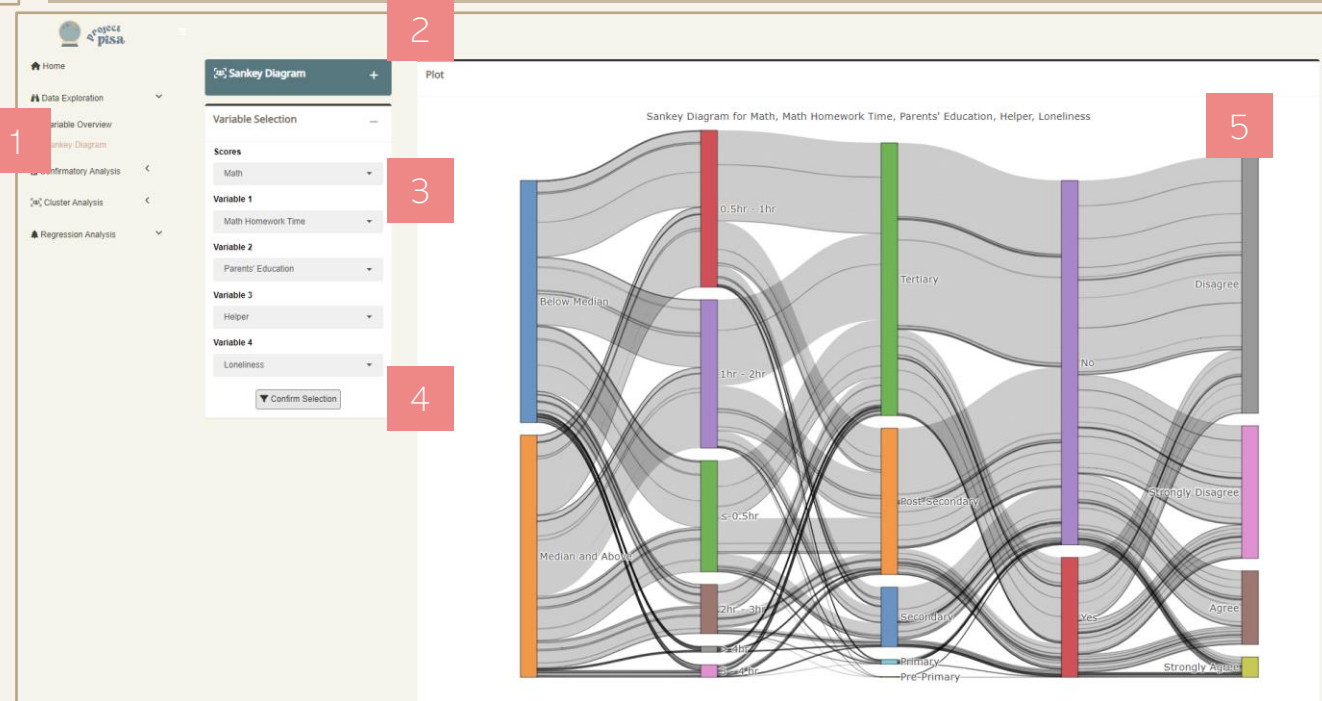 project
pisa
2
Home
Sankey Diagram
+
Plot
Data Exploration
Variable Selection
1
ariable Overview
Sankey Diagram for Math, Math Homework Time, Parents' Education, Helper, Loneliness
5
ankey Diagram
Scores
Confirmatory Analysis
Math
3
Cluster Analysis
Variable 1
Math Homework Time
Regression Analysis
Variable 2
Parents' Education
Variable 3
Helper
Variable 4
Loneliness
Confirm Selection
4
Below Median
Median and Above
0.5hr - 1hr
1hr - 2hr
≤ 0.5hr
2hr - 3hr
Tertiary
Post-Secondary
Secondary
Primary
Pre-Primary
No
Yes
Disagree
Strongly Disagree
Agree
Strongly Agree